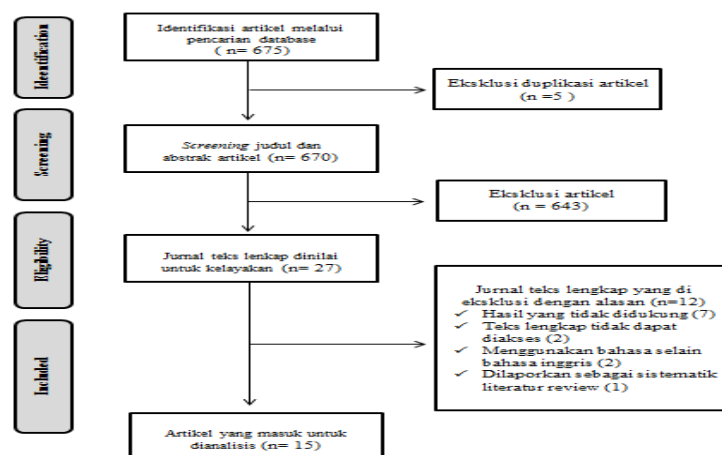 Ideentification
Identifikasi artikel melalui
pencarian database
( n= 675)
Eksklusi duplikasi artikel
(n =5 )
Screening
Screening judul dan
abstrak artikel (n= 670)
Eksklusi artikel
(n = 643)
Eligibility
Jurnal teks lenkap dinilai
untuk kelayakan (n= 27)
Jurnal teks lengkap yang di
eksklusi dengan alasan (n=12)
✓ Hasil yang tidak didukung (7)
✓ Teks lengkap tidak dapat
diakses (2)
✓ Menggunakan bahasa selain
bahasa inggris (2)
✓ Dilaporkan sebagai sistematik
literatur review (1)
Included
Artikel yang masuk untuk
dianalisis (n= 15)